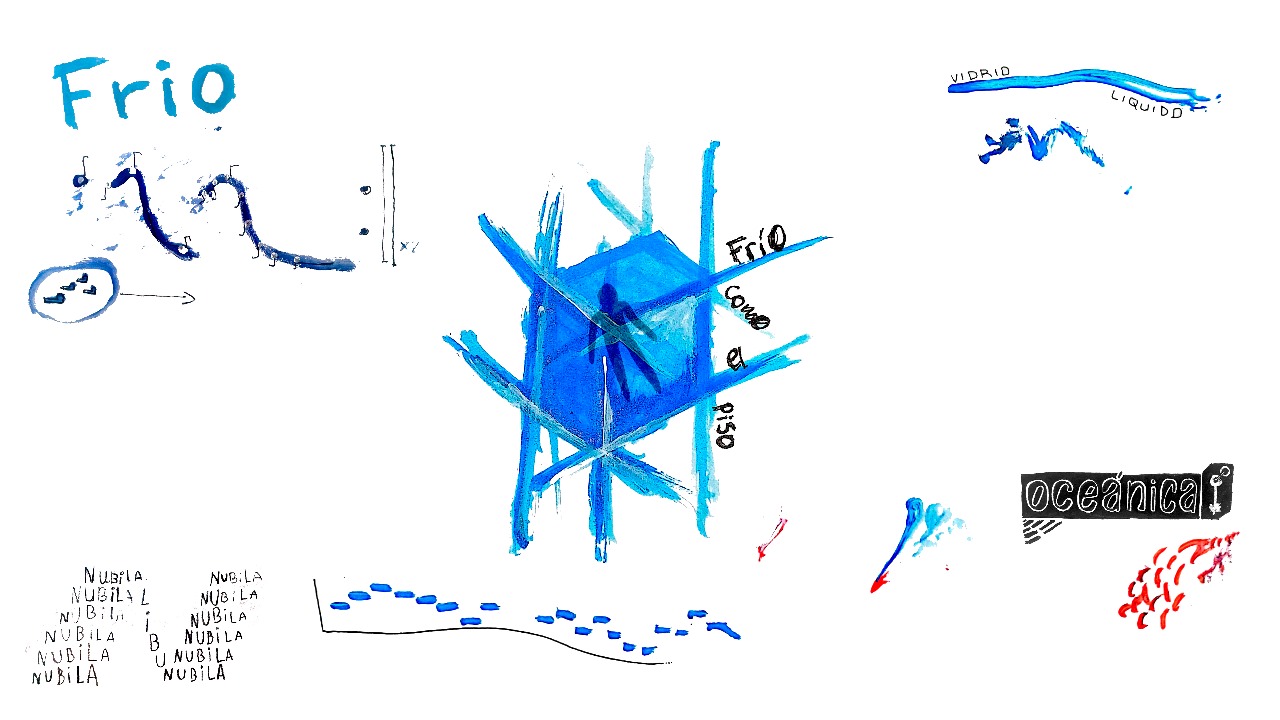 Frio
VIDRIO
LIQUIDO
FRÍO
como
el
piso
oceánica
NUBILA
NUBILA
NUBILA
NUBILA
NUBILA
NUBILA
L
i
B
U
NUBILA
NUBILA
NUBILA
NUBILA
NUBILA
NUBILA